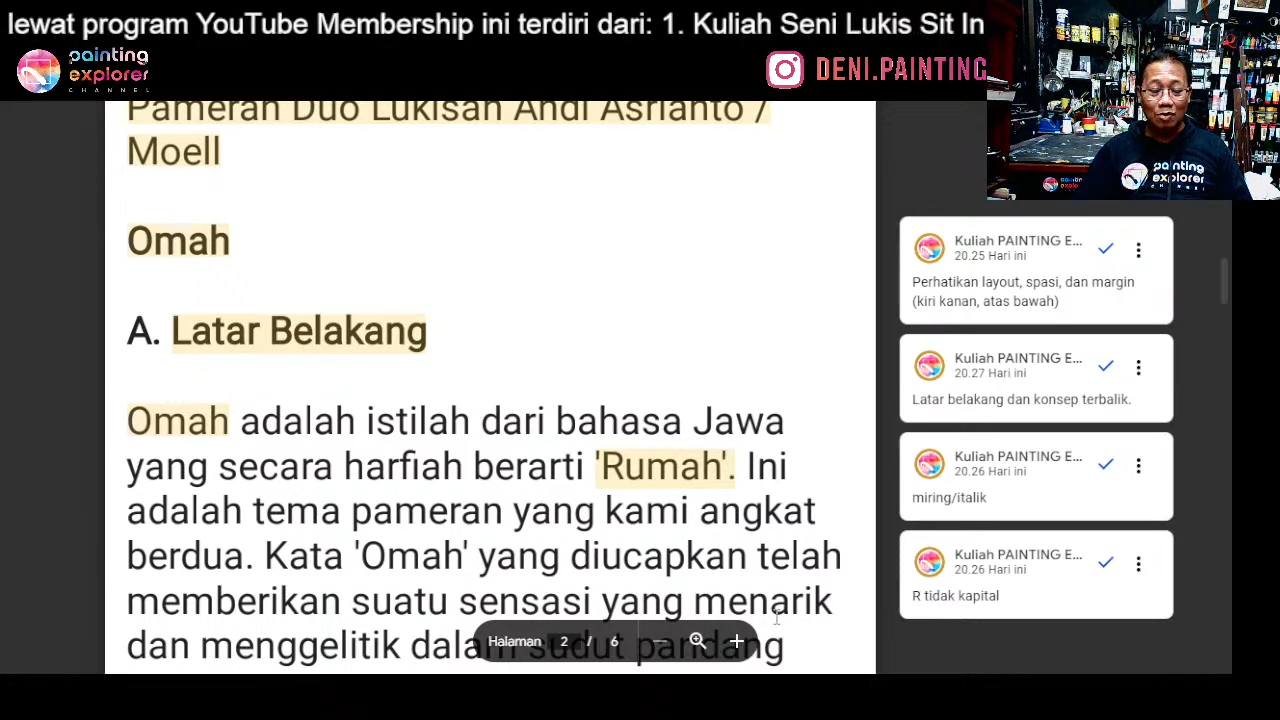 lewat program YouTube Membership ini terdiri dari: 1. Kuliah Seni Lukis Sit In
painting
explorer
CHANNEL
DENI.PAINTING
painting
explorer
CHANNEL
Pameran Duo Lukisan Andi Asrianto /
Moell
Omah
A. Latar Belakang
Omah adalah istilah dari bahasa Jawa
yang secara harfiah berarti 'Rumah'. Ini
adalah tema pameran yang kami angkat
berdua. Kata 'Omah' yang diucapkan telah
memberikan suatu sensasi yang menarik
dan menggelitik dalam sudut pandang
Halaman 2 / 6
Kuliah PAINTING E...
20.25 Hari ini
Perhatikan layout, spasi, dan margin
(kiri kanan, atas bawah)
Kuliah PAINTING E...
20.27 Hari ini
Latar belakang dan konsep terbalik.
Kuliah PAINTING E...
20.26 Hari ini
miring/italik
Kuliah PAINTING E...
20.26 Hari ini
R tidak kapital